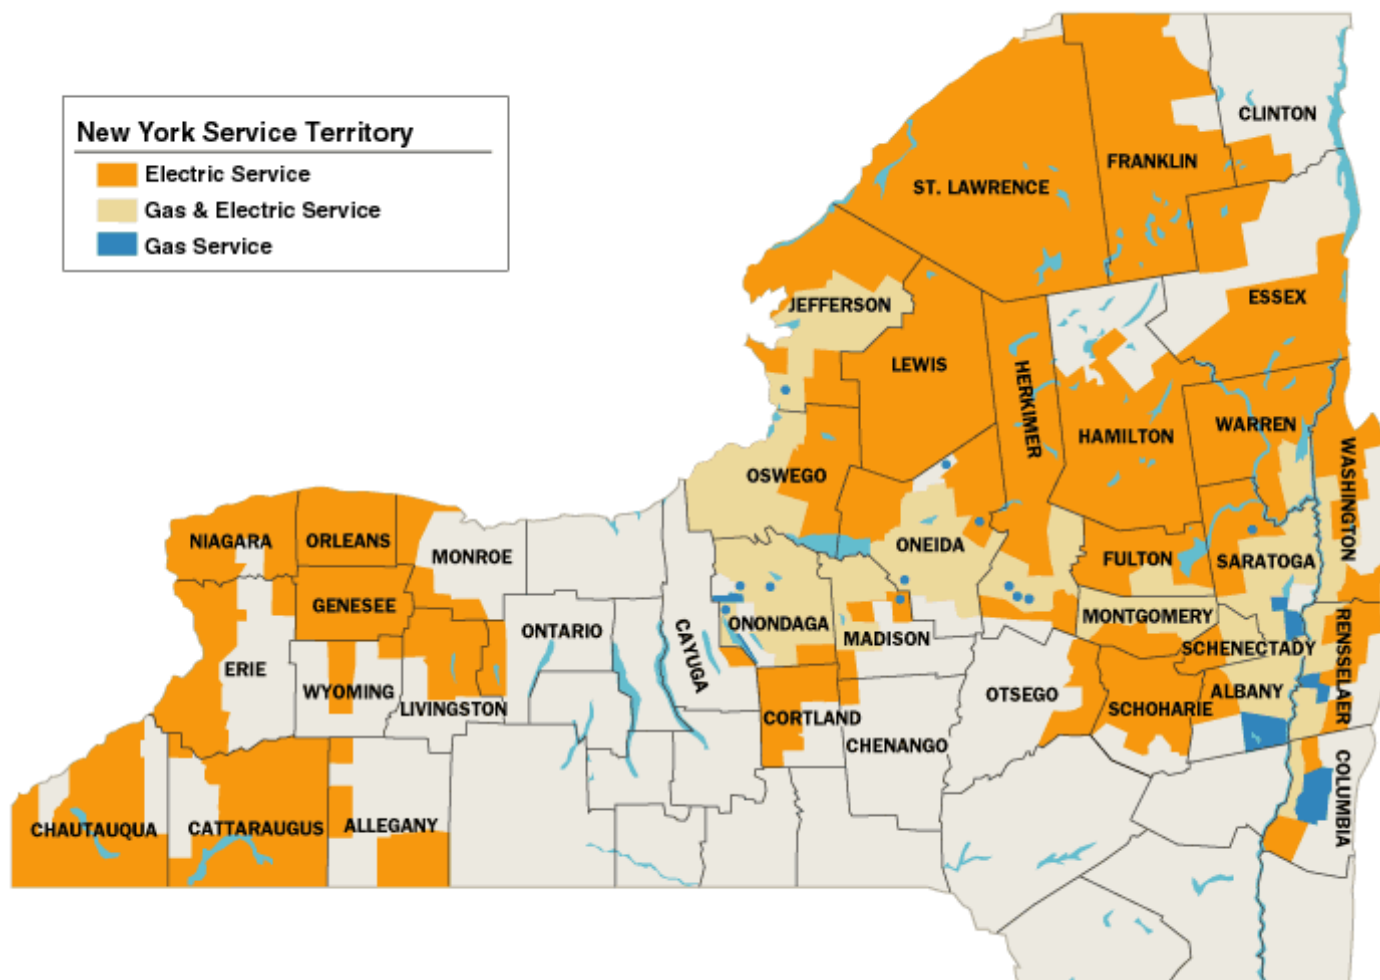 New York Service Territory
Electric Service
Gas & Electric Service
Gas Service
CLINTON
FRANKLIN
ST. LAWRENCE
ESSEX
JEFFERSON
LEWIS
HERKIMER
HAMILTON
WARREN
WASHINGTON
OSWEGO
NIAGARA
ORLEANS
MONROE
ONEIDA
FULTON
SARATOGA
GENESEE
MONTGOMERY
ONONDAGA
ONTARIO
MADISON
CAYUGA
SCHENECTADY
RENSSELAER
ERIE
WYOMING
LIVINGSTON
OTSEGO
ALBANY
SCHOHARIE
CORTLAND
CHENANGO
COLUMBIA
CHAUTAUQUA
CATTARAUGUS
ALLEGANY